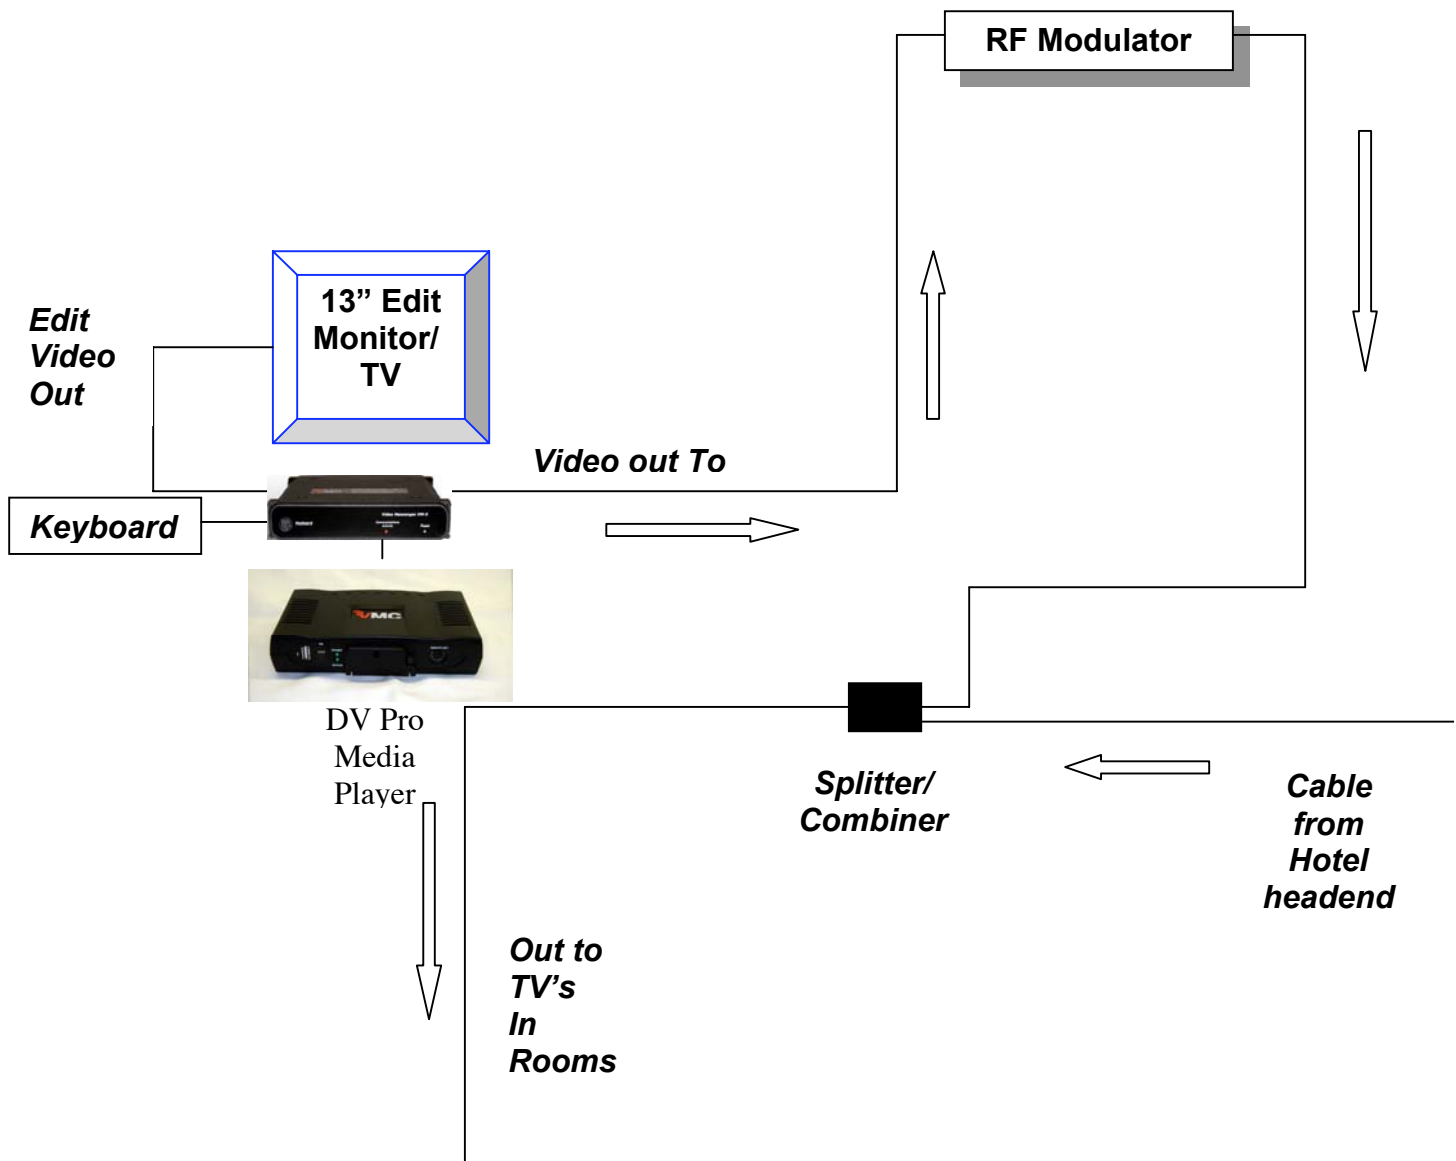 RF Modulator
13” Edit
Monitor/
TV
Edit
Video
Out
Video out To
Keyboard
VMC
DV Pro
Media
Player
Splitter/
Combiner
Cable
from
Hotel
headend
Out to
TV’s
In
Rooms